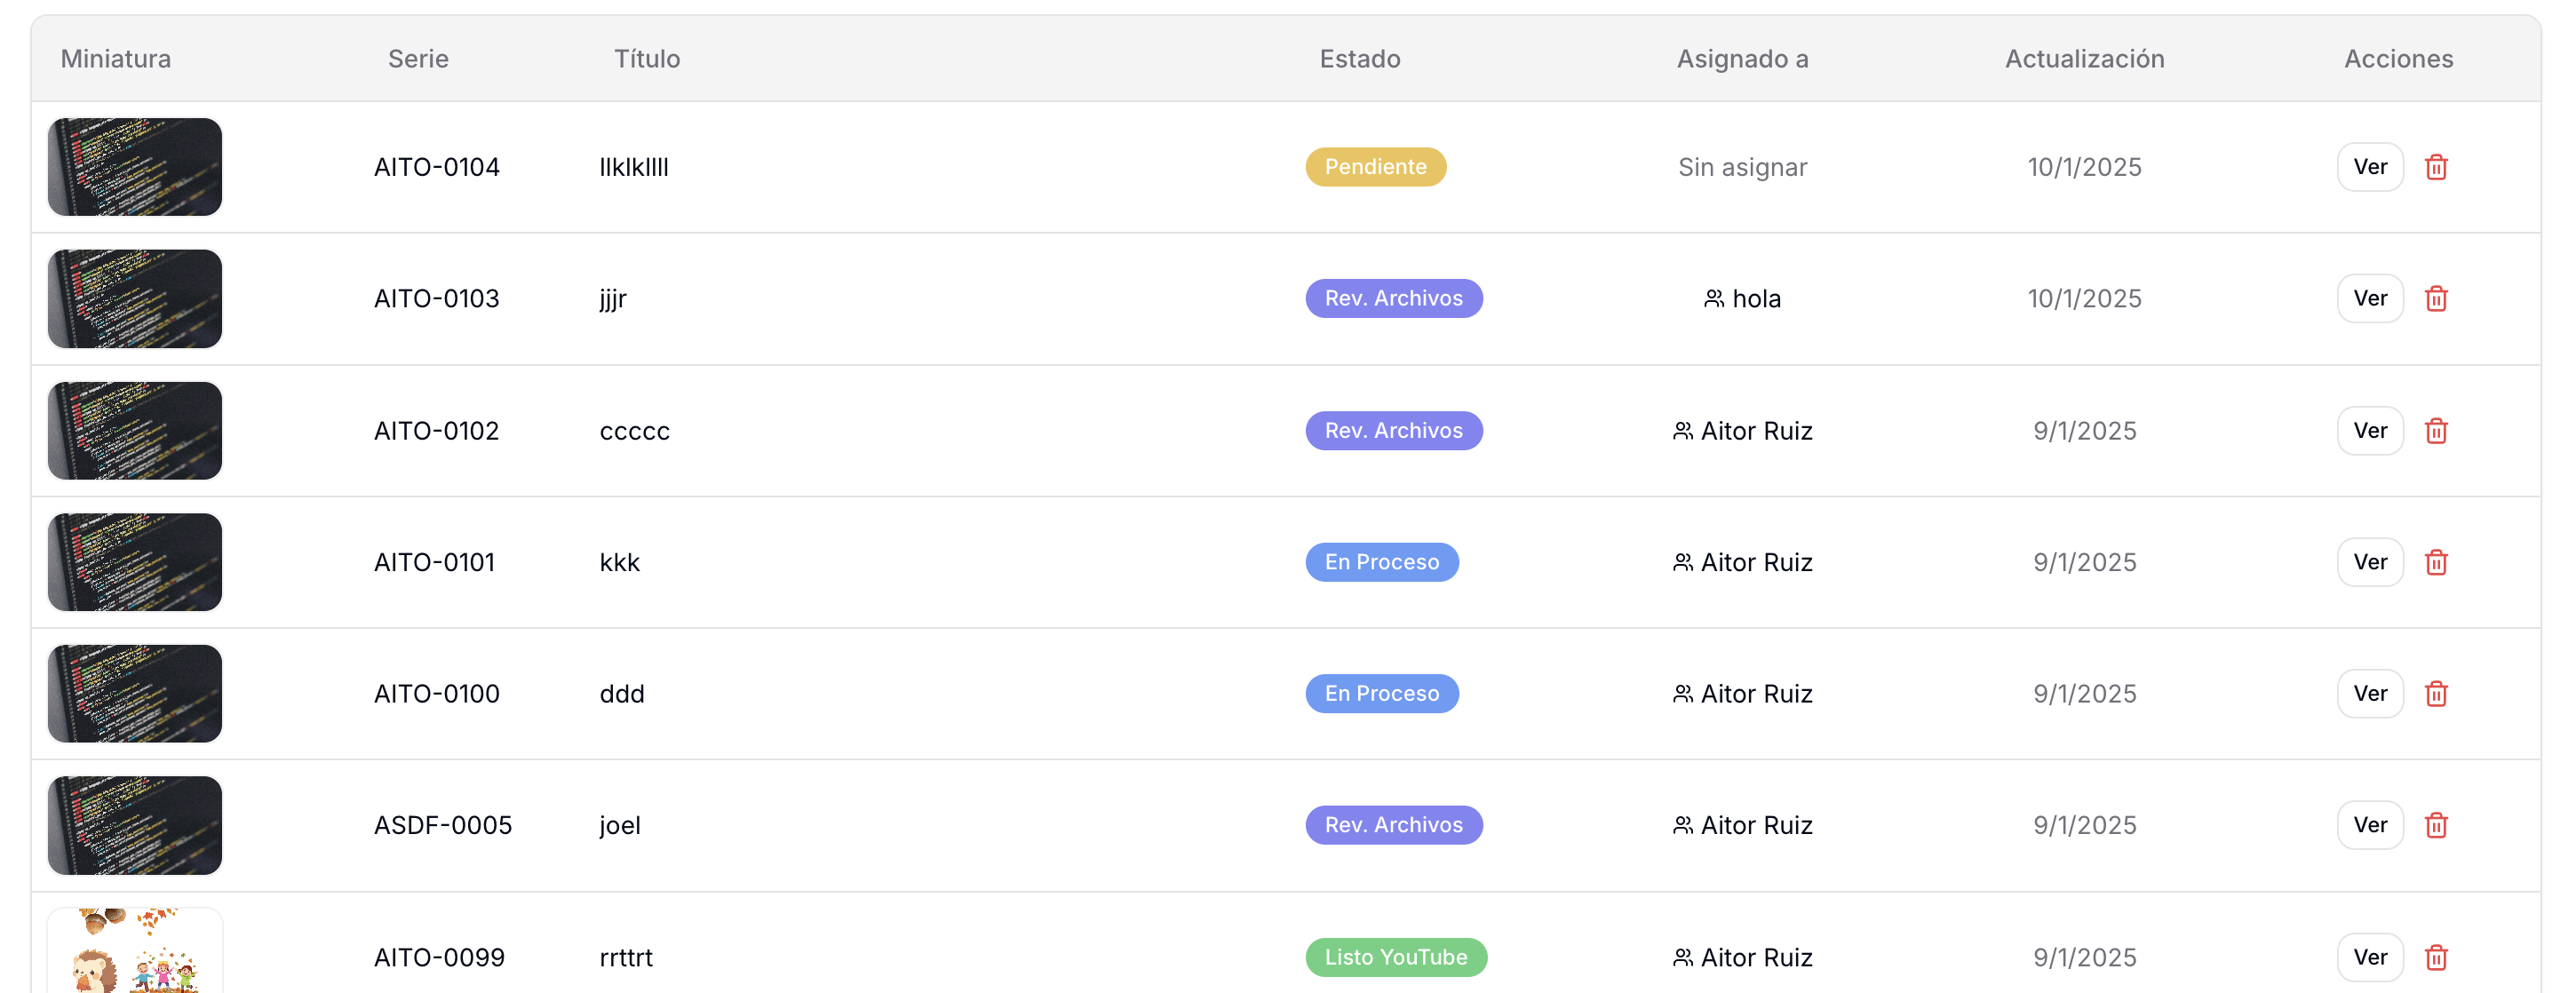 Miniatura Serie Título Estado Asignado a Actualización Acciones
AITO-0104 llklkllll Pendiente Sin asignar 10/1/2025 Ver
AITO-0103 jjjr Rev. Archivos hola 10/1/2025 Ver
AITO-0102 ccccc Rev. Archivos Aitor Ruiz 9/1/2025 Ver
AITO-0101 kkk En Proceso Aitor Ruiz 9/1/2025 Ver
AITO-0100 ddd En Proceso Aitor Ruiz 9/1/2025 Ver
ASDF-0005 joel Rev. Archivos Aitor Ruiz 9/1/2025 Ver
AITO-0099 rrttrt Listo YouTube Aitor Ruiz 9/1/2025 Ver